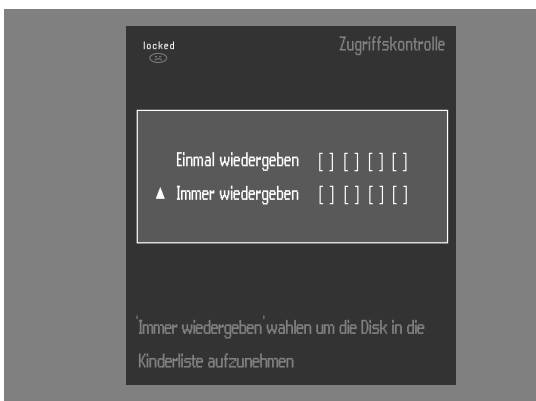 locked
Zugriffskontrolle
Einmal wiedergeben [ ] [ ] [ ] [ ]
▲ Immer wiedergeben [ ] [ ] [ ] [ ]
'Immer wiedergeben' wahlen um die Disk in die
Kinderliste aufzunehmen